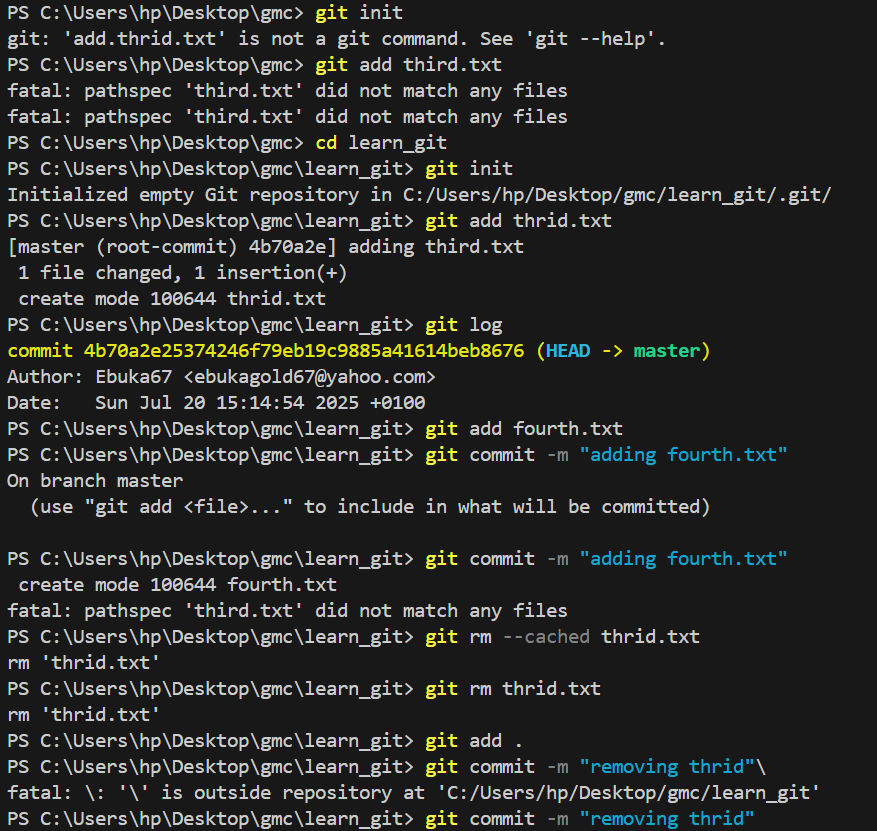 PS C:\Users\hp\Desktop\gmc> git init
git: 'add.thrid.txt' is not a git command. See 'git --help'.
PS C:\Users\hp\Desktop\gmc> git add third.txt
fatal: pathspec 'third.txt' did not match any files
fatal: pathspec 'third.txt' did not match any files
PS C:\Users\hp\Desktop\gmc> cd learn_git
PS C:\Users\hp\Desktop\gmc\learn_git> git init
Initialized empty Git repository in C:/Users/hp/Desktop/gmc/learn_git/.git/
PS C:\Users\hp\Desktop\gmc\learn_git> git add thrid.txt
[master (root-commit) 4b70a2e] adding third.txt
 1 file changed, 1 insertion(+)
 create mode 100644 thrid.txt
PS C:\Users\hp\Desktop\gmc\learn_git> git log
commit 4b70a2e25374246f79eb19c9885a41614beb8676 (HEAD -> master)
Author: Ebuka67 <ebukagold67@yahoo.com>
Date:   Sun Jul 20 15:14:54 2025 +0100
PS C:\Users\hp\Desktop\gmc\learn_git> git add fourth.txt
PS C:\Users\hp\Desktop\gmc\learn_git> git commit -m "adding fourth.txt"
On branch master
  (use "git add <file>..." to include in what will be committed)
PS C:\Users\hp\Desktop\gmc\learn_git> git commit -m "adding fourth.txt"
 create mode 100644 fourth.txt
fatal: pathspec 'third.txt' did not match any files
PS C:\Users\hp\Desktop\gmc\learn_git> git rm --cached thrid.txt
rm 'thrid.txt'
PS C:\Users\hp\Desktop\gmc\learn_git> git rm thrid.txt
rm 'thrid.txt'
PS C:\Users\hp\Desktop\gmc\learn_git> git add .
PS C:\Users\hp\Desktop\gmc\learn_git> git commit -m "removing thrid"\
fatal: \: '\' is outside repository at 'C:/Users/hp/Desktop/gmc/learn_git'
PS C:\Users\hp\Desktop\gmc\learn_git> git commit -m "removing thrid"